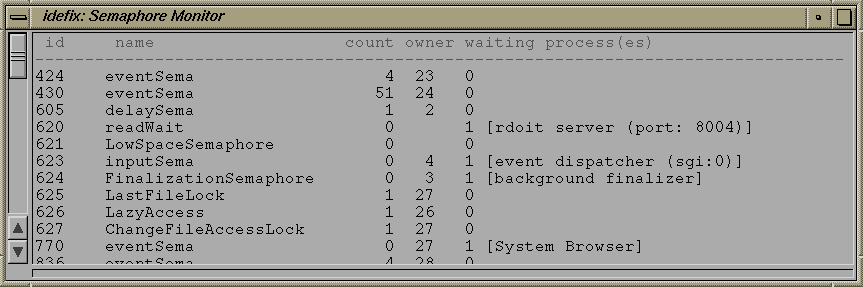 idefix: Semaphore Monitor
id name count owner waiting process(es)
424 eventSema 4 23 0
430 eventSema 51 24 0
605 delaySema 1 2 0
620 readWait 0 1 [rdoit server (port: 8004)]
621 LowSpaceSemaphore 0 0
623 inputSema 0 4 1 [event dispatcher (sgi:0)]
624 FinalizationSemaphore 0 3 1 [background finalizer]
625 LastFileLock 1 27 0
626 LazyAccess 1 26 0
627 ChangeFileAccessLock 1 27 0
770 eventSema 0 27 1 [System Browser]
836 eventSema 4 28 0